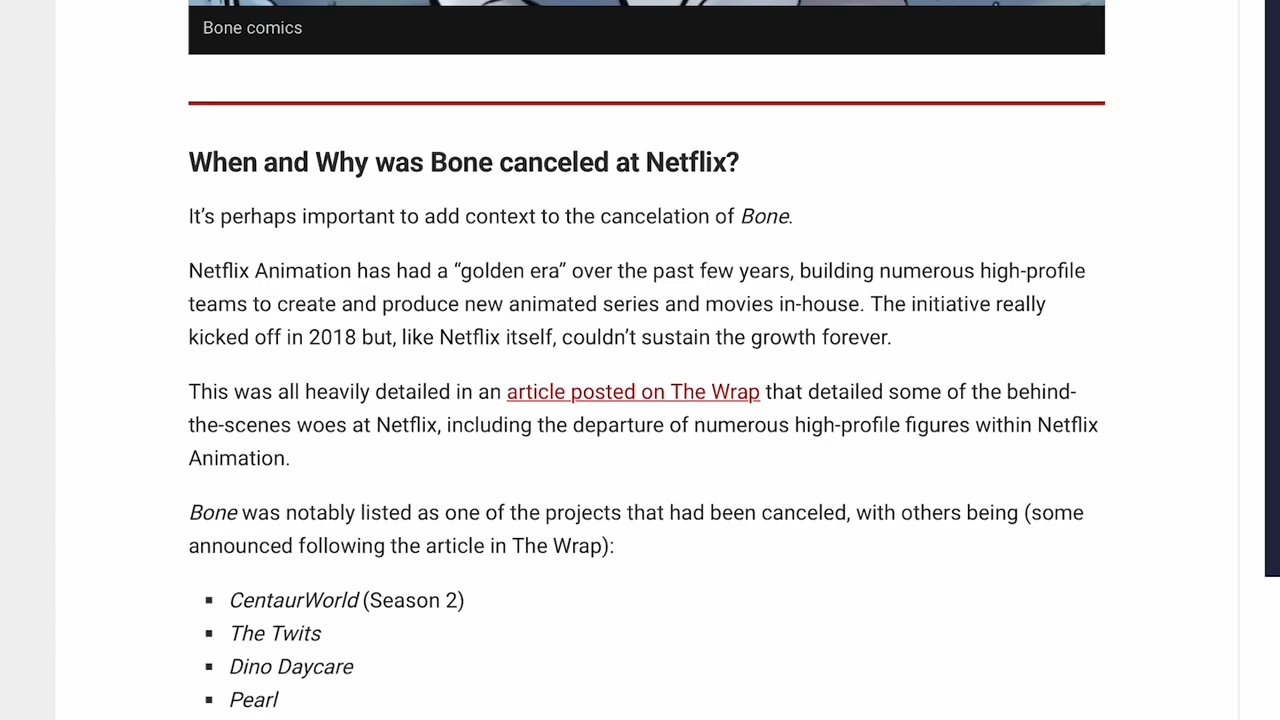 Bone comics
When and Why was Bone canceled at Netflix?
It’s perhaps important to add context to the cancelation of Bone.
Netflix Animation has had a “golden era” over the past few years, building numerous high-profile
teams to create and produce new animated series and movies in-house. The initiative really
kicked off in 2018 but, like Netflix itself, couldn’t sustain the growth forever.
This was all heavily detailed in an article posted on The Wrap that detailed some of the behind-
the-scenes woes at Netflix, including the departure of numerous high-profile figures within Netflix
Animation.
Bone was notably listed as one of the projects that had been canceled, with others being (some
announced following the article in The Wrap):
▪ CentaurWorld (Season 2)
▪ The Twits
▪ Dino Daycare
▪ Pearl